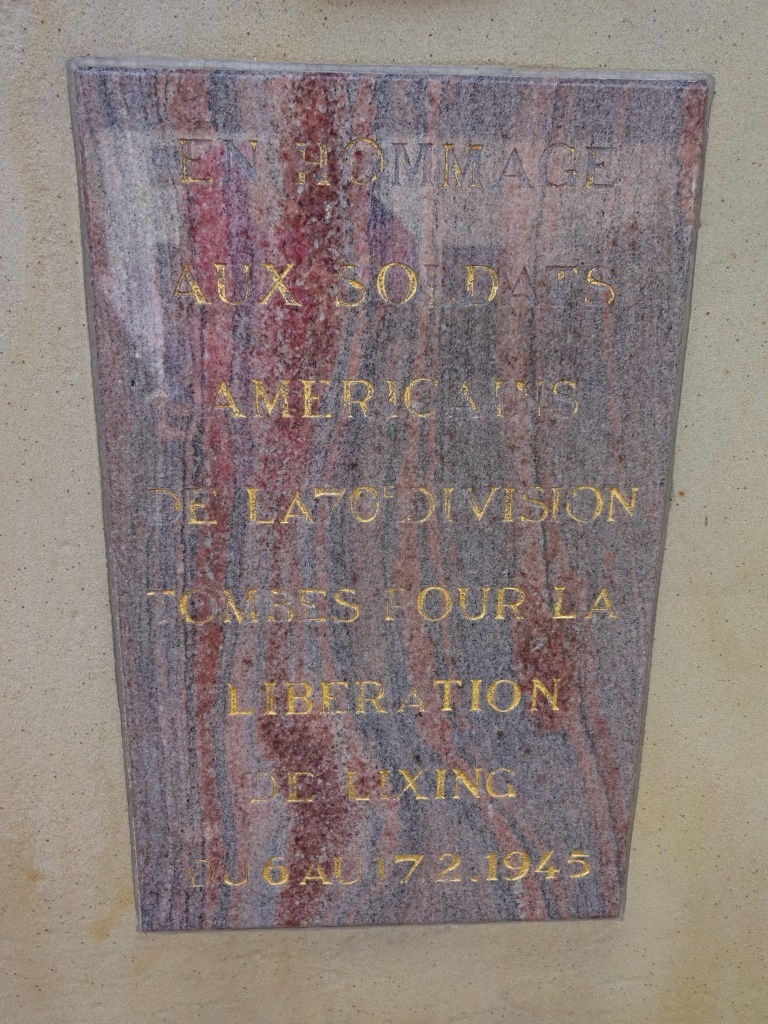 EN HOMMAGE
AUX SOLDATS
AMERICAINS
DE LA 70E DIVISION
TOMBES POUR LA
LIBERATION
DE LIXING
DU 6 AU 17.2.1945